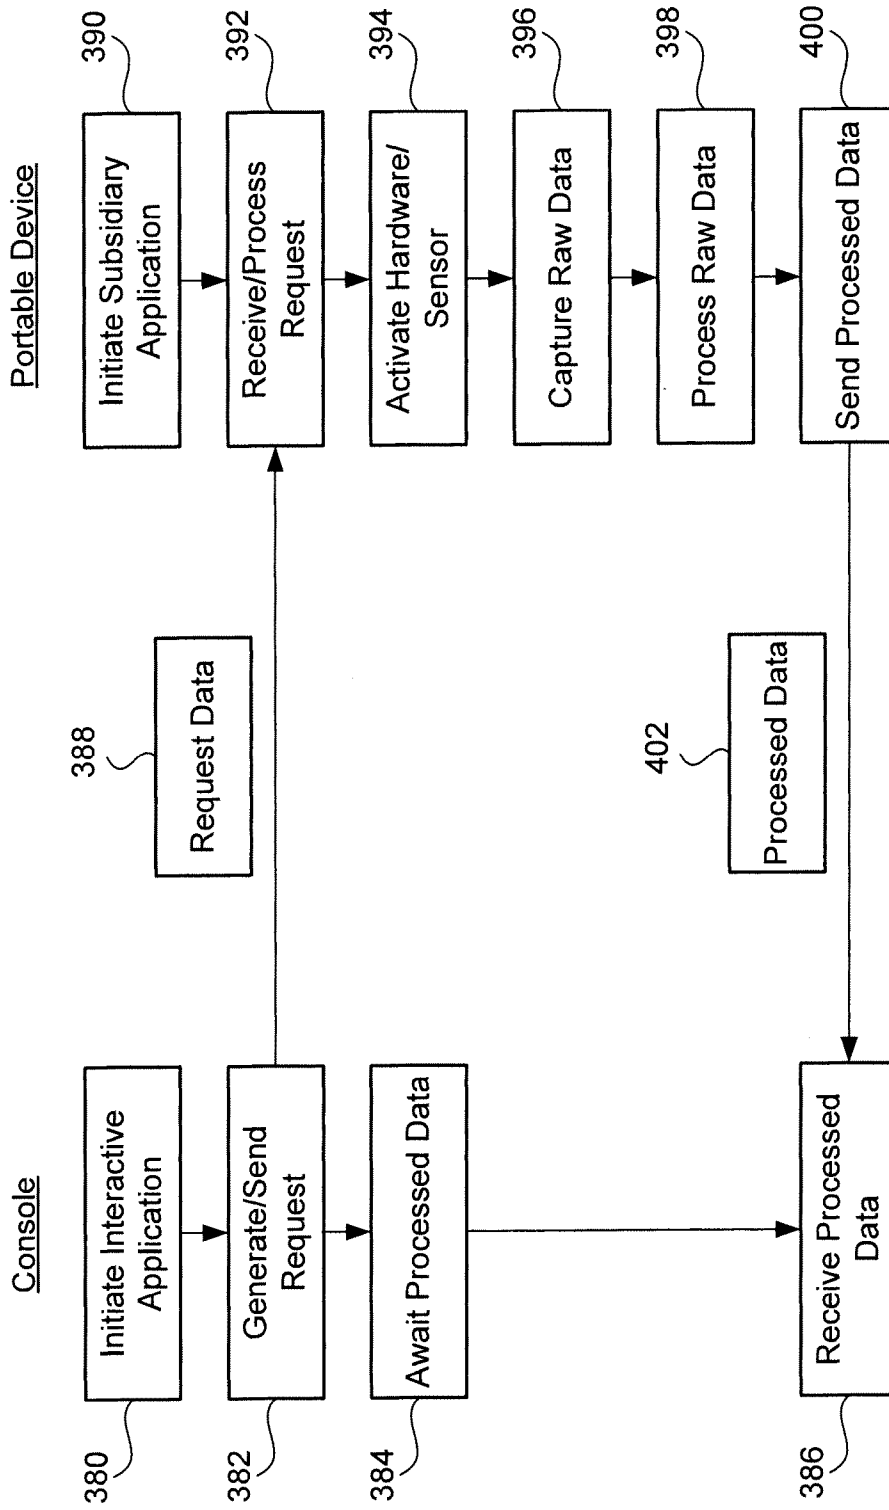 Console
380
Initiate Interactive
Application
382
Generate/Send
Request
384
Await Processed Data
386
Receive Processed
Data
388
Request Data
402
Processed Data
Portable Device
Initiate Subsidiary
Application
390
Receive/Process
Request
392
Activate Hardware/
Sensor
394
Capture Raw Data
396
Process Raw Data
398
Send Processed Data
400